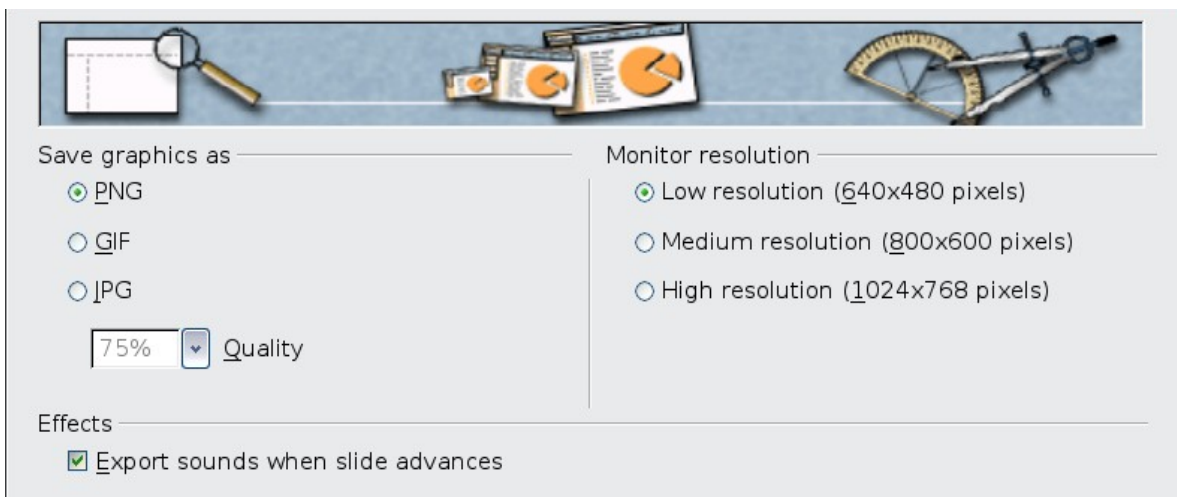 Save graphics as
PNG
GIF
JPG
75% Quality
Monitor resolution
Low resolution (640x480 pixels)
Medium resolution (800x600 pixels)
High resolution (1024x768 pixels)
Effects
Export sounds when slide advances